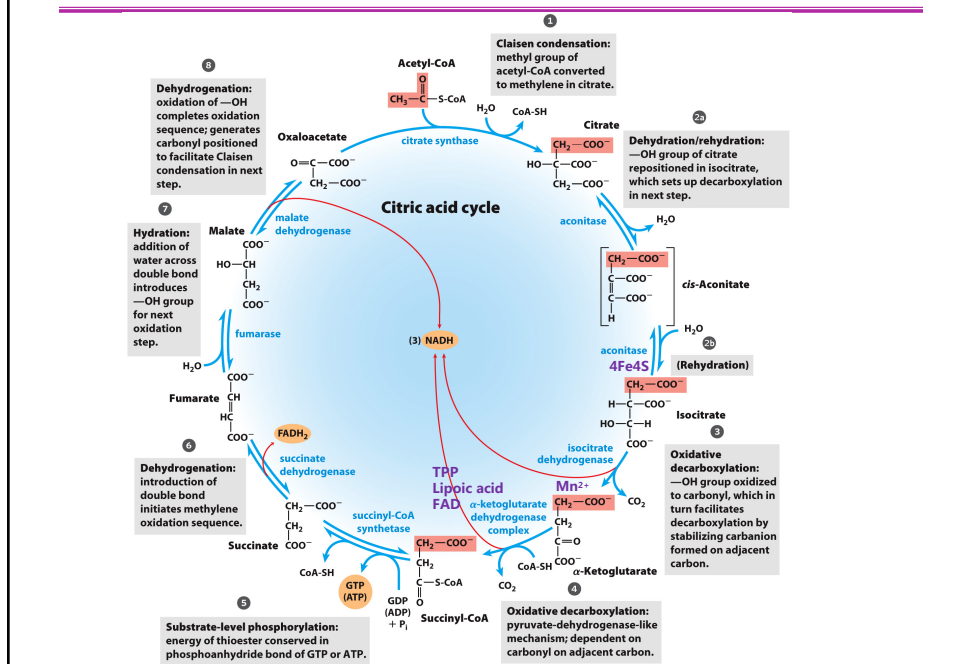 1
Claisen condensation:
methyl group of
acetyl-CoA converted
to methylene in citrate.
8
Dehydrogenation:
oxidation of —OH
completes oxidation
sequence; generates
carbonyl positioned
to facilitate Claisen
condensation in next
step.
Acetyl-CoA
O
CH₃—C—S-CoA
H₂O
CoA-SH
citrate synthase
Oxaloacetate
O=C—COO⁻
CH₂—COO⁻
Citrate
CH₂—COO⁻
HO—C—COO⁻
CH₂—COO⁻
2a
Dehydration/rehydration:
—OH group of citrate
repositioned in isocitrate,
which sets up decarboxylation
in next step.
Citric acid cycle
aconitase
H₂O
CH₂—COO⁻
C—COO⁻
C—COO⁻
H
cis-Aconitate
7
Hydration:
addition of
water across
double bond
introduces
—OH group
for next
oxidation
step.
malate
dehydrogenase
Malate
COO⁻
HO—CH
CH₂
COO⁻
(3) NADH
aconitase
4Fe4S
H₂O
2b
(Rehydration)
fumarase
H₂O
CH₂—COO⁻
H—C—COO⁻
HO—C—H
COO⁻
Isocitrate
Fumarate
COO⁻
CH
HC
COO⁻
3
Oxidative
decarboxylation:
—OH group oxidized
to carbonyl, which in
turn facilitates
decarboxylation by
stabilizing carbanion
formed on adjacent
carbon.
isocitrate
dehydrogenase
Mn²⁺
CO₂
6
Dehydrogenation:
introduction of
double bond
initiates methylene
oxidation sequence.
FADH₂
succinate
dehydrogenase
TPP
Lipoic acid
FAD
α-ketoglutarate
dehydrogenase
complex
CH₂—COO⁻
CH₂
C=O
COO⁻
α-Ketoglutarate
CoA-SH
CO₂
CH₂—COO⁻
CH₂
COO⁻
Succinate
succinyl-CoA
synthetase
CH₂—COO⁻
CH₂
C—S-CoA
O
Succinyl-CoA
CoA-SH
GTP
(ATP)
GDP
(ADP)
+ Pᵢ
5
Substrate-level phosphorylation:
energy of thioester conserved in
phosphoanhydride bond of GTP or ATP.
4
Oxidative decarboxylation:
pyruvate-dehydrogenase-like
mechanism; dependent on
carbonyl on adjacent carbon.